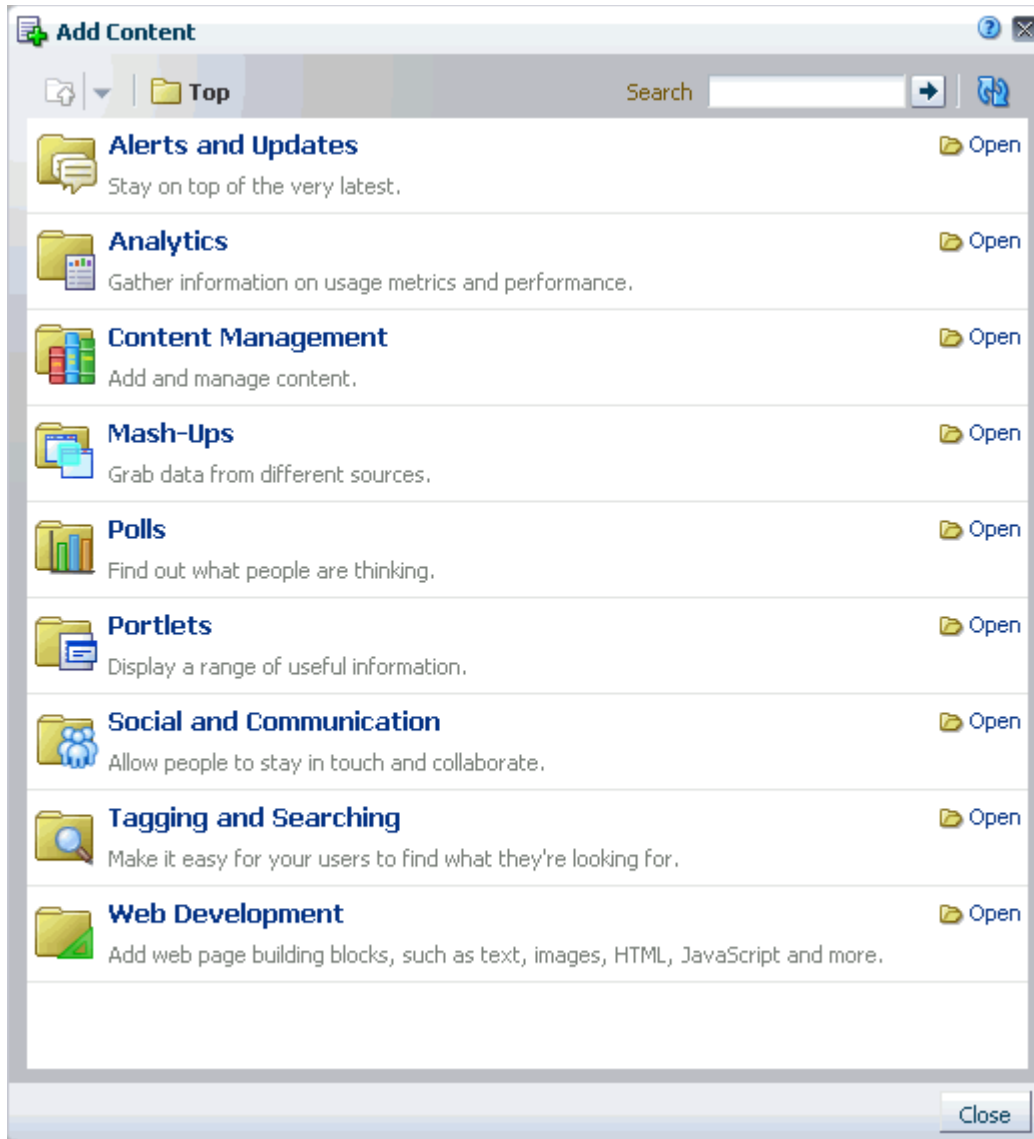 Add Content
Top Search
Alerts and Updates Open
Stay on top of the very latest.
Analytics Open
Gather information on usage metrics and performance.
Content Management Open
Add and manage content.
Mash-Ups Open
Grab data from different sources.
Polls Open
Find out what people are thinking.
Portlets Open
Display a range of useful information.
Social and Communication Open
Allow people to stay in touch and collaborate.
Tagging and Searching Open
Make it easy for your users to find what they're looking for.
Web Development Open
Add web page building blocks, such as text, images, HTML, JavaScript and more.
Close